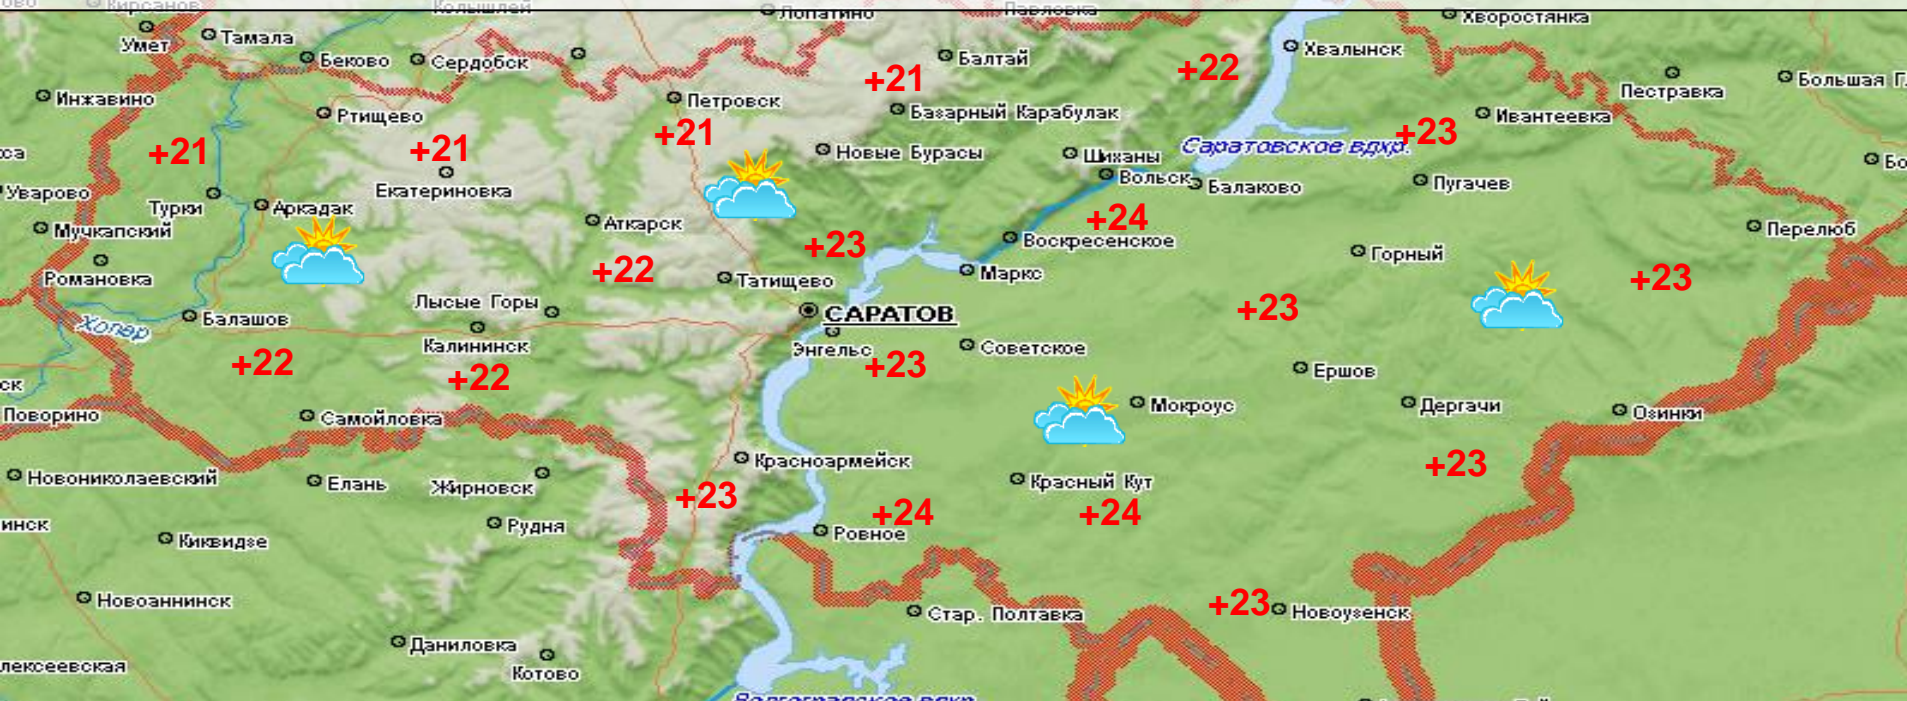 Кирсанов
Колышлей
Лопатино
Павловка
Хворостянка
Умет
Тамала
Беково
Сердобск
Балтай
Хвалынск
+21
+22
Инжавино
Ртищево
Петровск
Базарный Карабулак
Пестравка
Большая Г
Ивантеевка
+21
+21
+21
+23
Новые Бурасы
Шиханы
Саратовское вдхр.
Уварово
Екатериновка
Вольск
Балаково
Пугачев
Турки
Аркадак
Аткарск
+24
Мучкапский
Воскресенское
Перелюб
+23
Горный
Романовка
+22
Татищево
Маркс
+23
Лысые Горы
САРАТОВ
+23
Хопер
Балашов
Калининск
Энгельс
Советское
+22
+22
+23
Ершов
Поворино
Самойловка
Мокроус
Дергачи
Озинки
Красноармейск
+23
Новониколаевский
Елань
Жирновск
Красный Кут
+23
+24
+24
инск
Рудня
Ровное
Киквидзе
Новоаннинск
Стар. Полтавка
+23
Новоузенск
Даниловка
лексеевская
Котово
Волгоградское вдхр.